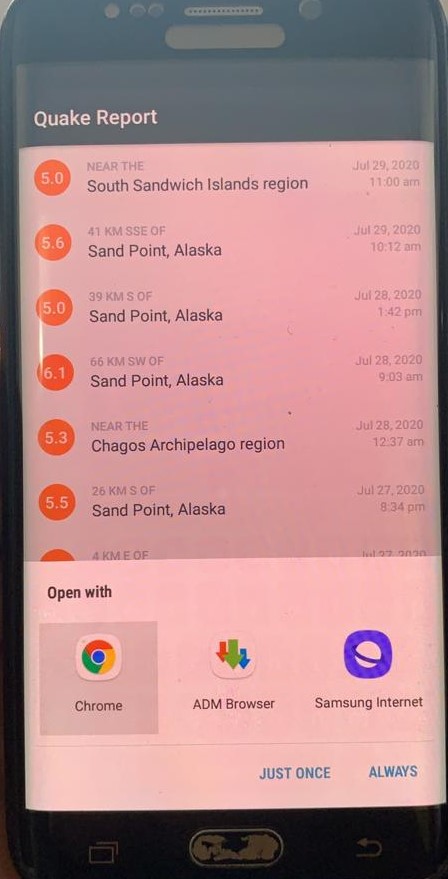 Quake Report
5.0
NEAR THE
South Sandwich Islands region
Jul 29, 2020
11:00 am
5.6
41 KM SSE OF
Sand Point, Alaska
Jul 29, 2020
10:12 am
5.0
39 KM S OF
Sand Point, Alaska
Jul 28, 2020
1:42 pm
6.1
66 KM SW OF
Sand Point, Alaska
Jul 28, 2020
9:03 am
5.3
NEAR THE
Chagos Archipelago region
Jul 28, 2020
12:37 am
5.5
26 KM S OF
Sand Point, Alaska
Jul 27, 2020
8:34 pm
4 KM E OF
Jul 27, 2020
Open with
Chrome
ADM Browser
Samsung Internet
JUST ONCE
ALWAYS